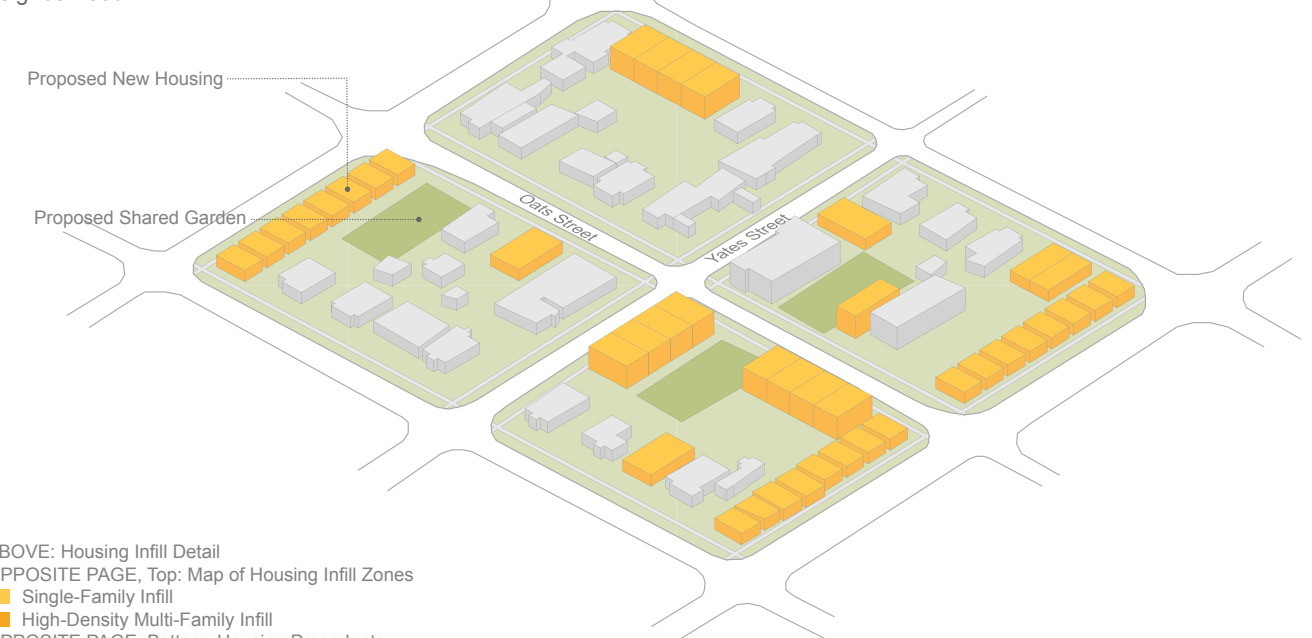 Proposed New Housing
Proposed Shared Garden
Oats Street
Yates Street
BOVE: Housing Infill Detail
PPOSITE PAGE, Top: Map of Housing Infill Zones
Single-Family Infill
High-Density Multi-Family Infill